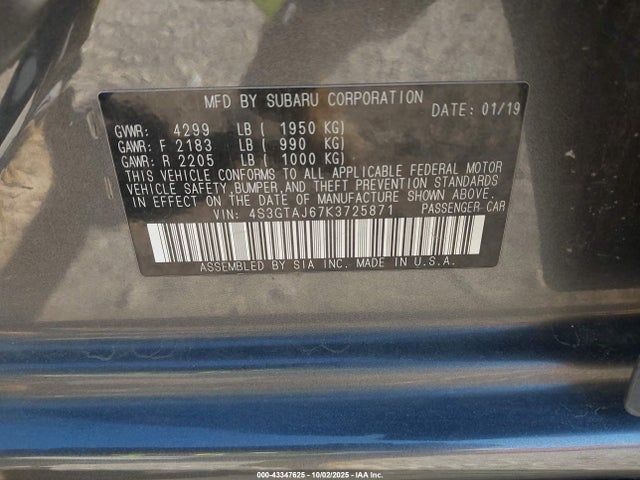 MFD BY SUBARU CORPORATION
DATE: 01/19
GVWR: 4299 LB ( 1950 KG)
GAWR: F 2183 LB ( 990 KG)
GAWR: R 2205 LB ( 1000 KG)
THIS VEHICLE CONFORMS TO ALL APPLICABLE FEDERAL MOTOR
VEHICLE SAFETY, BUMPER, AND THEFT PREVENTION STANDARDS
IN EFFECT ON THE DATE OF MANUFACTURE SHOWN ABOVE.
VIN: 4S3GTAJ67K3725871 PASSENGER CAR
ASSEMBLED BY SIA INC. MADE IN U.S.A.
000-43347625 - 10/02/2025 - © IAA Inc.